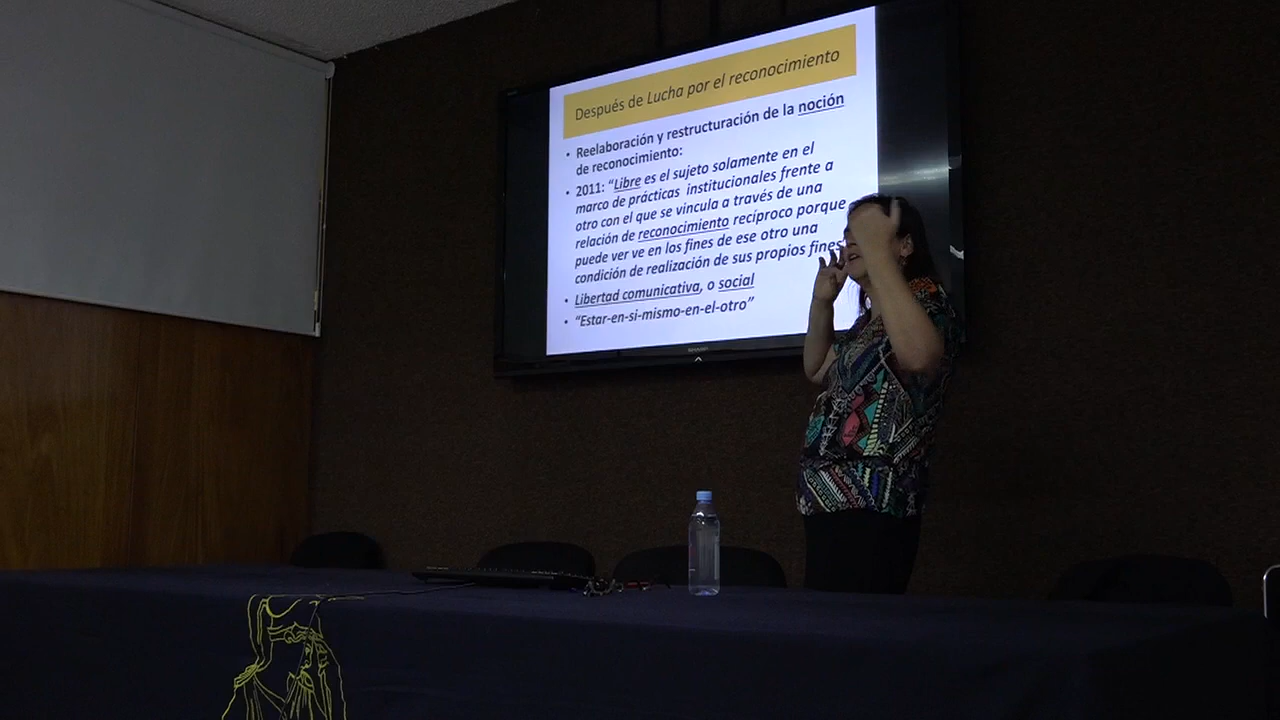 Después de Lucha por el reconocimiento
• Reelaboración y restructuración de la noción
de reconocimiento:
• 2011: “Libre es el sujeto solamente en el
marco de prácticas institucionales frente a
otro con el que se vincula a través de una
relación de reconocimiento recíproco porque
puede ver ve en los fines de ese otro una
condición de realización de sus propios fines
• Libertad comunicativa, o social
• “Estar-en-si-mismo-en-el-otro”
SHARP